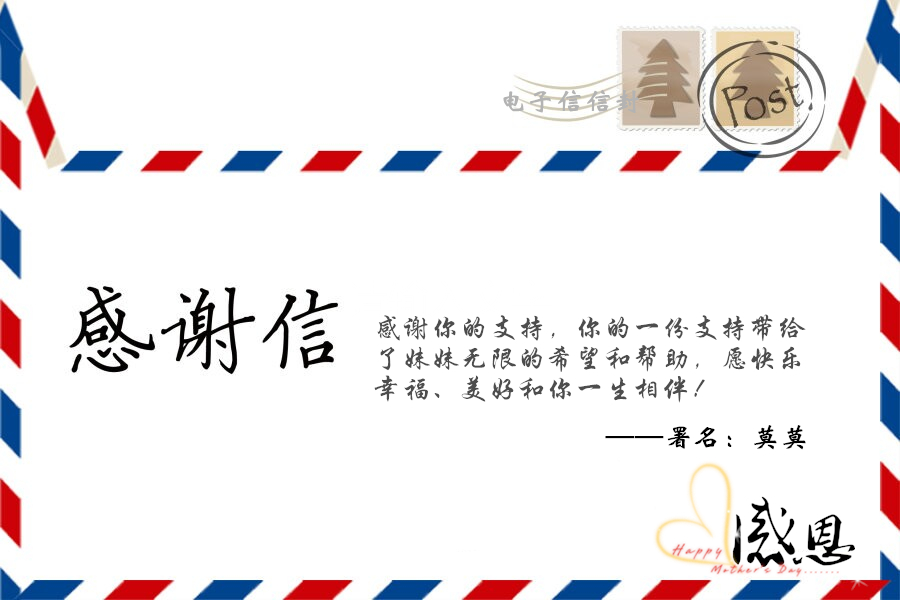 电子信信封
Post
感谢信
感谢你的支持，你的一份支持带给
了妹妹无限的希望和帮助，愿快乐
幸福、美好和你一生相伴！
——署名：莫莫
感恩
Happy
Mother's Day.......